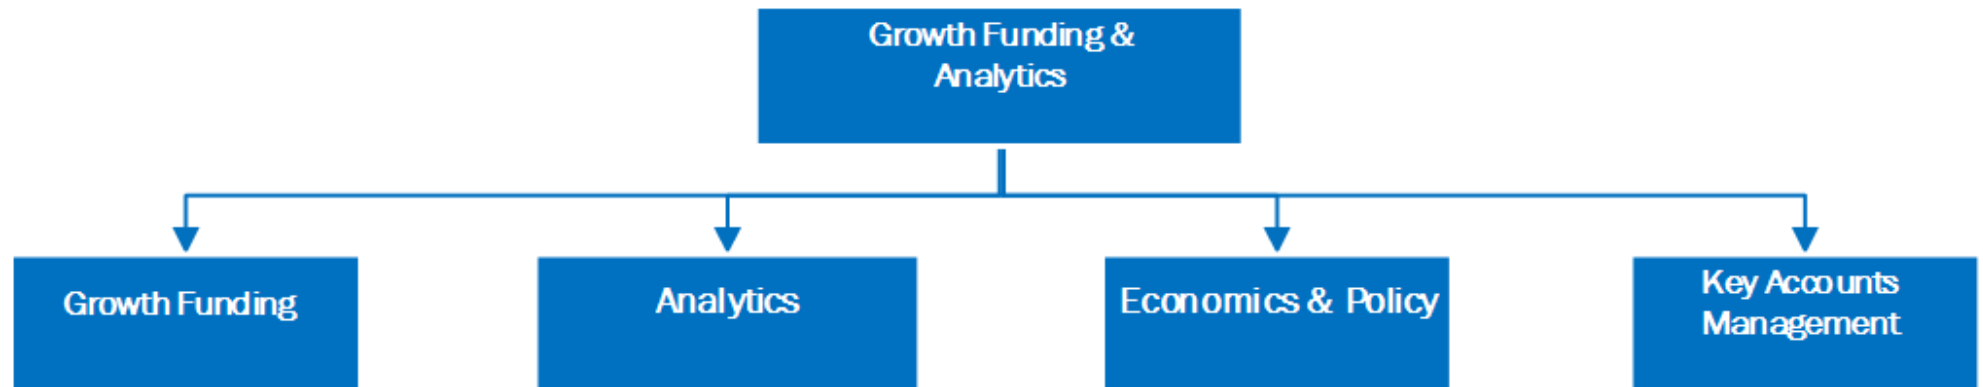 Growth Funding &
Analytics
Growth Funding
Analytics
Economics & Policy
Key Accounts
Management